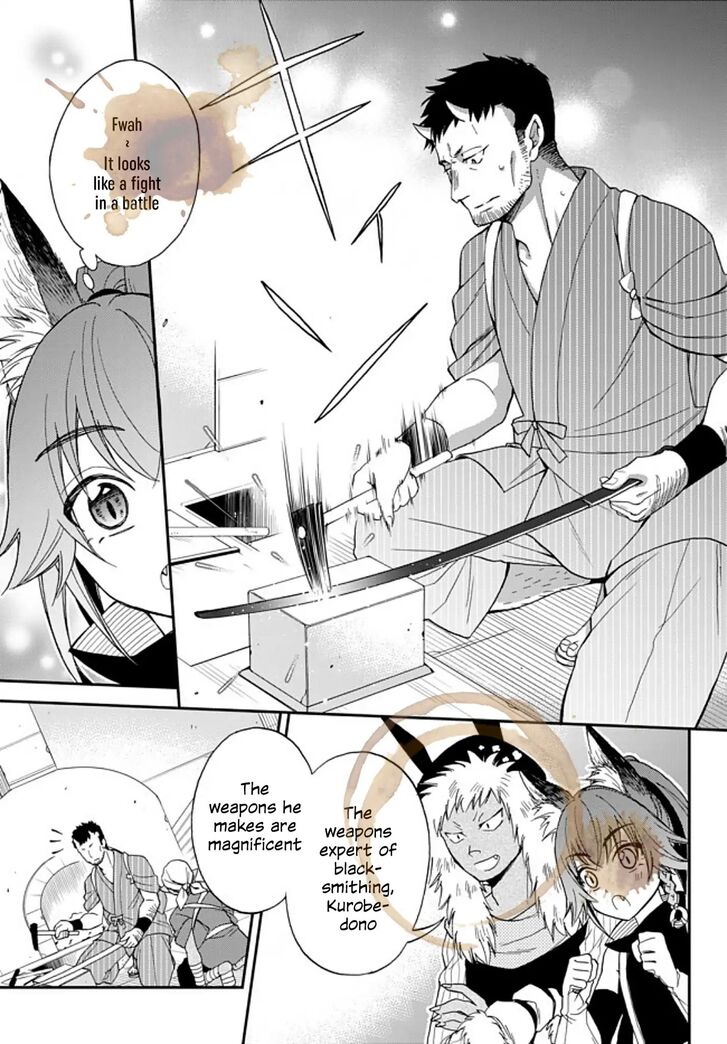 Fwah
~
It looks
like a fight
in a battle
The
weapons
expert of
black-
smithing,
Kurobe-
dono
The
weapons he
makes are
magnificent